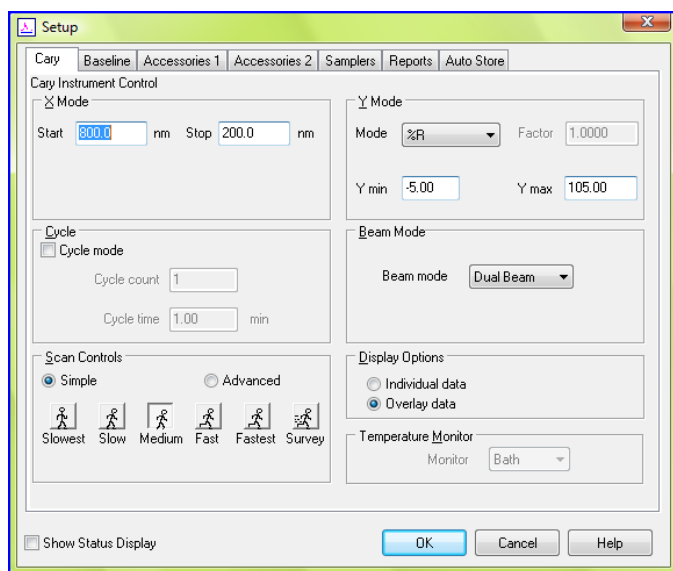 Setup
Cary Baseline Accessories 1 Accessories 2 Samplers Reports Auto Store
Cary Instrument Control
X Mode
Start 800.0 nm Stop 200.0 nm
Y Mode
Mode %R Factor 1.0000
Y min -5.00 Y max 105.00
Cycle
Cycle mode
Cycle count 1
Cycle time 1.00 min
Beam Mode
Beam mode Dual Beam
Scan Controls
Simple Advanced
Slowest Slow Medium Fast Fastest Survey
Display Options
Individual data
Overlay data
Temperature Monitor
Monitor Bath
Show Status Display OK Cancel Help